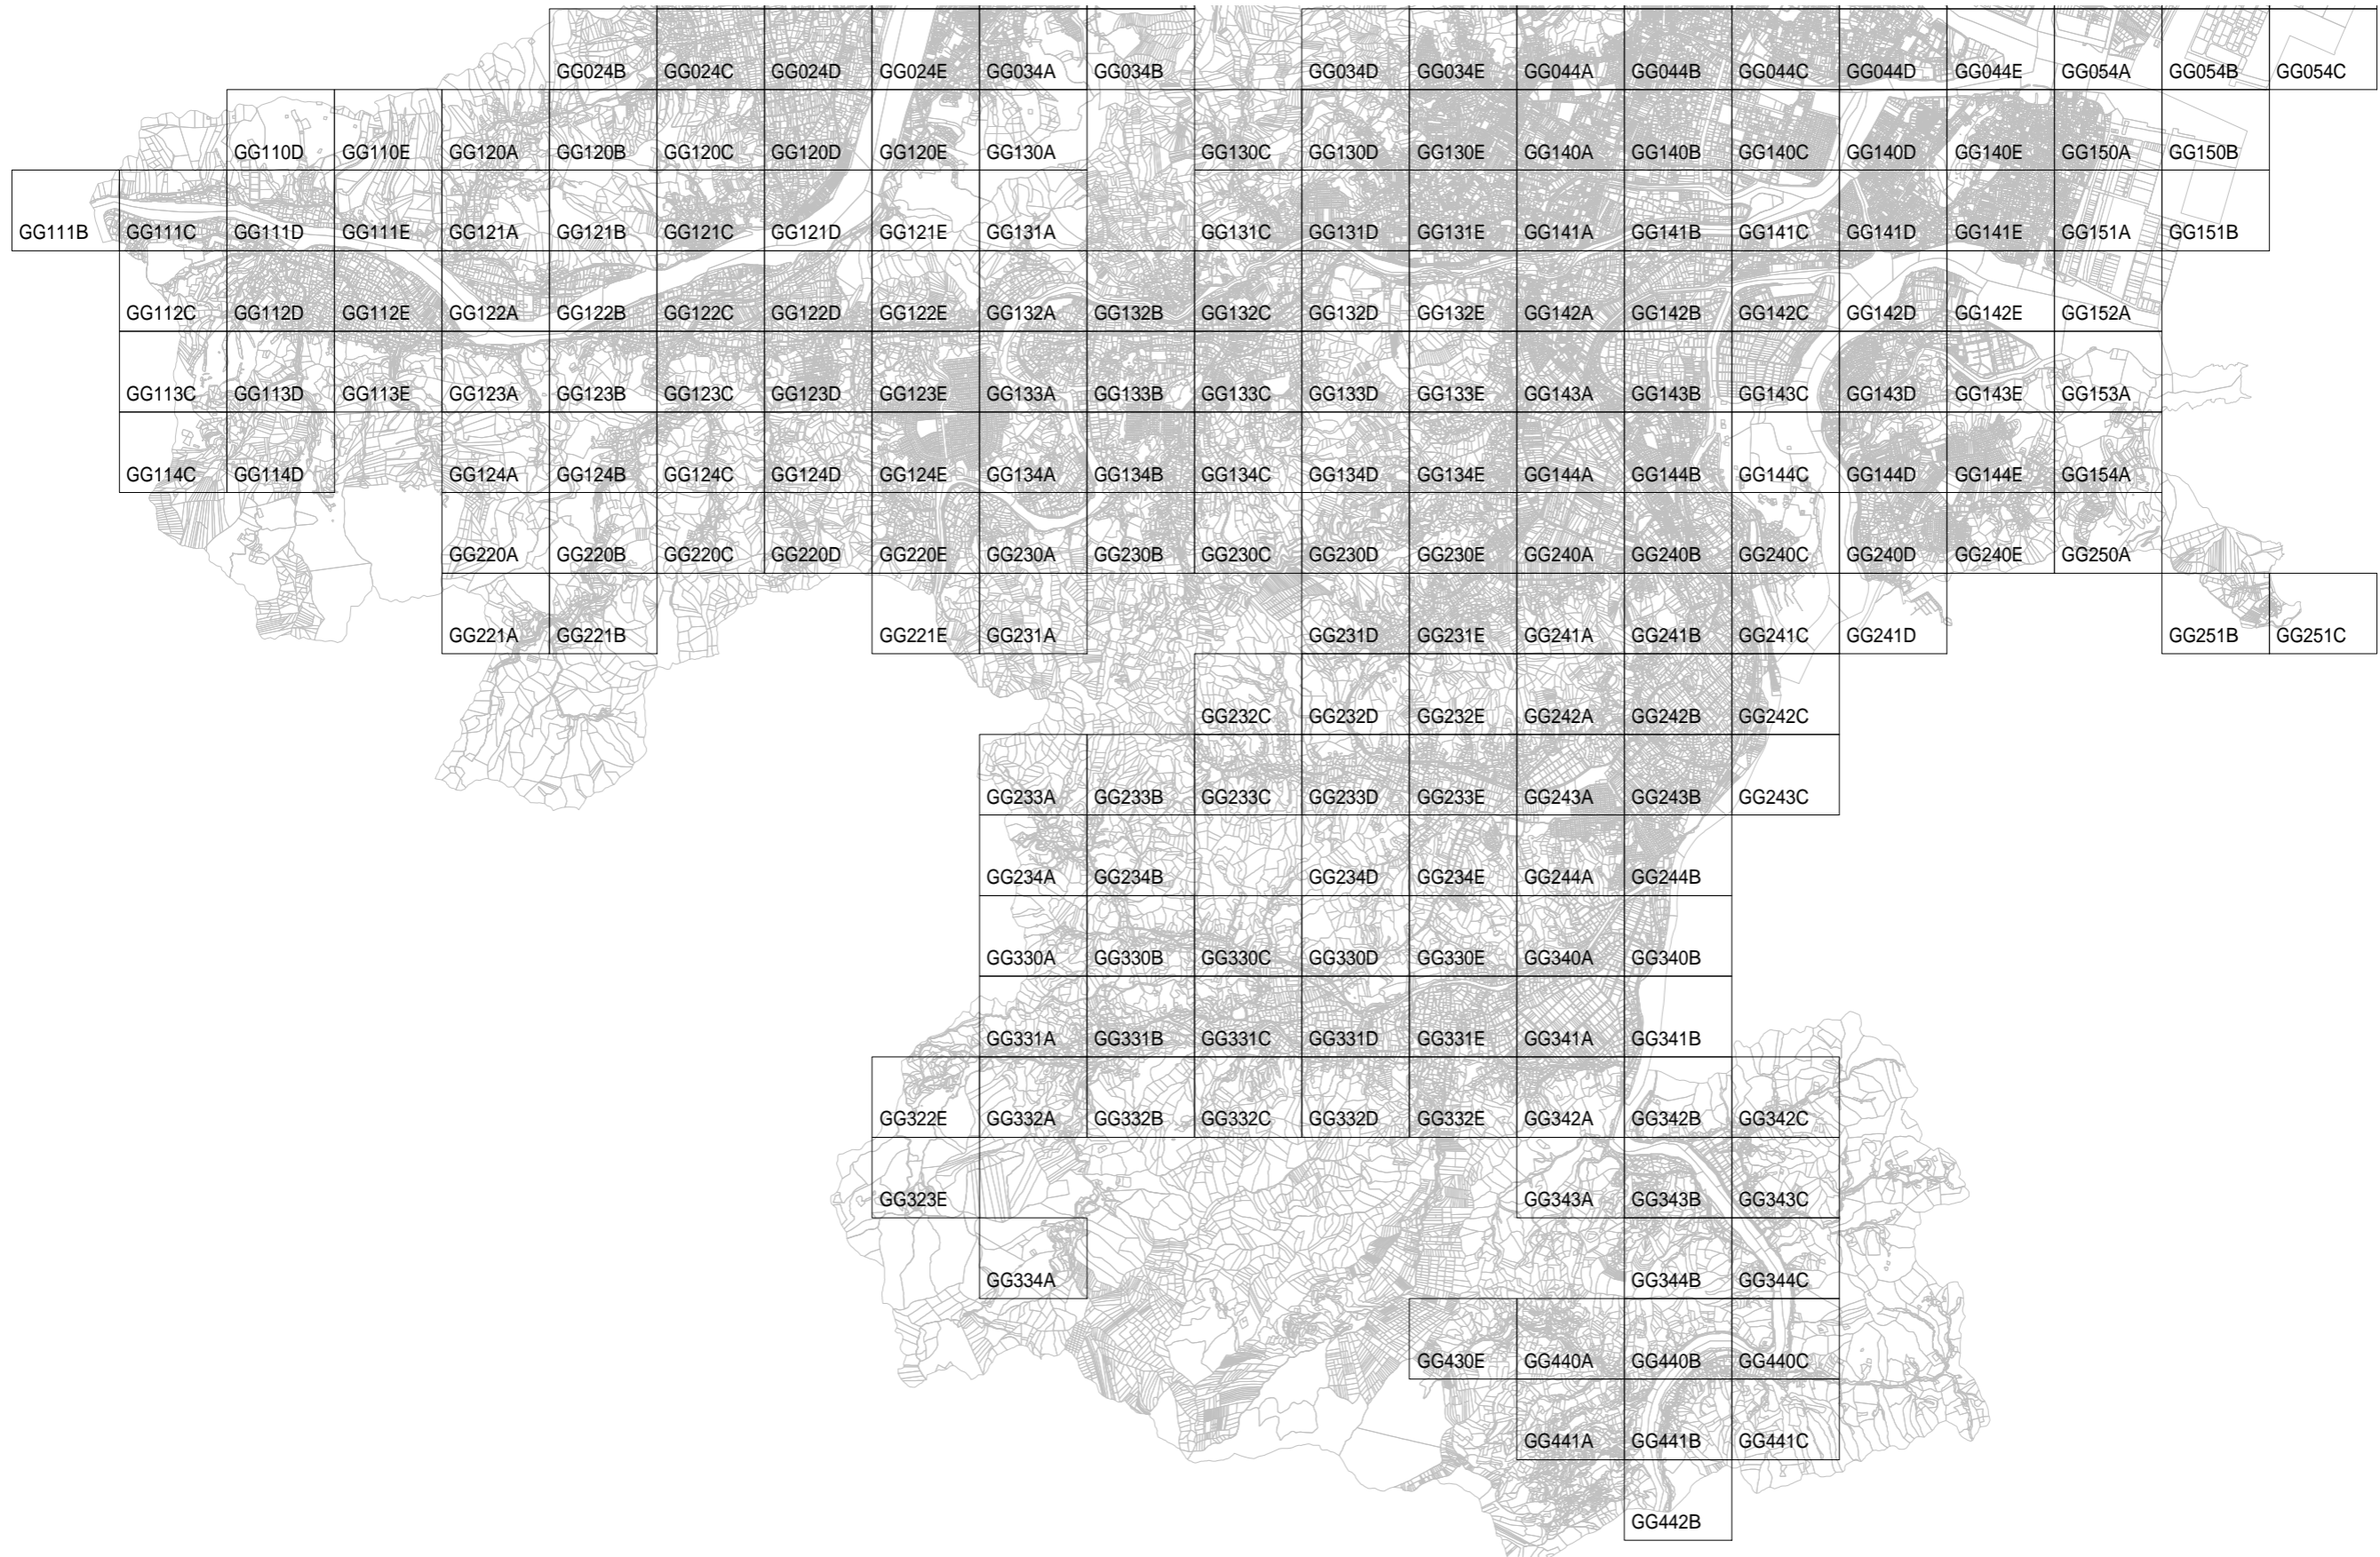 GG024B GG024C GG024D GG024E GG034A GG034B GG034D GG034E GG044A GG044B GG044C GG044D GG044E GG054A GG054B GG054C
GG110D GG110E GG120A GG120B GG120C GG120D GG120E GG130A GG130C GG130D GG130E GG140A GG140B GG140C GG140D GG140E GG150A GG150B
GG111B GG111C GG111D GG111E GG121A GG121B GG121C GG121D GG121E GG131A GG131C GG131D GG131E GG141A GG141B GG141C GG141D GG141E GG151A GG151B
GG112C GG112D GG112E GG122A GG122B GG122C GG122D GG122E GG132A GG132B GG132C GG132D GG132E GG142A GG142B GG142C GG142D GG142E GG152A
GG113C GG113D GG113E GG123A GG123B GG123C GG123D GG123E GG133A GG133B GG133C GG133D GG133E GG143A GG143B GG143C GG143D GG143E GG153A
GG114C GG114D GG124A GG124B GG124C GG124D GG124E GG134A GG134B GG134C GG134D GG134E GG144A GG144B GG144C GG144D GG144E GG154A
GG220A GG220B GG220C GG220D GG220E GG230A GG230B GG230C GG230D GG230E GG240A GG240B GG240C GG240D GG240E GG250A
GG221A GG221B GG221E GG231A GG231D GG231E GG241A GG241B GG241C GG241D GG251B GG251C
GG232C GG232D GG232E GG242A GG242B GG242C
GG233A GG233B GG233C GG233D GG233E GG243A GG243B GG243C
GG234A GG234B GG234D GG234E GG244A GG244B
GG330A GG330B GG330C GG330D GG330E GG340A GG340B
GG331A GG331B GG331C GG331D GG331E GG341A GG341B
GG322E GG332A GG332B GG332C GG332D GG332E GG342A GG342B GG342C
GG323E GG343A GG343B GG343C
GG334A GG344B GG344C
GG430E GG440A GG440B GG440C
GG441A GG441B GG441C
GG442B